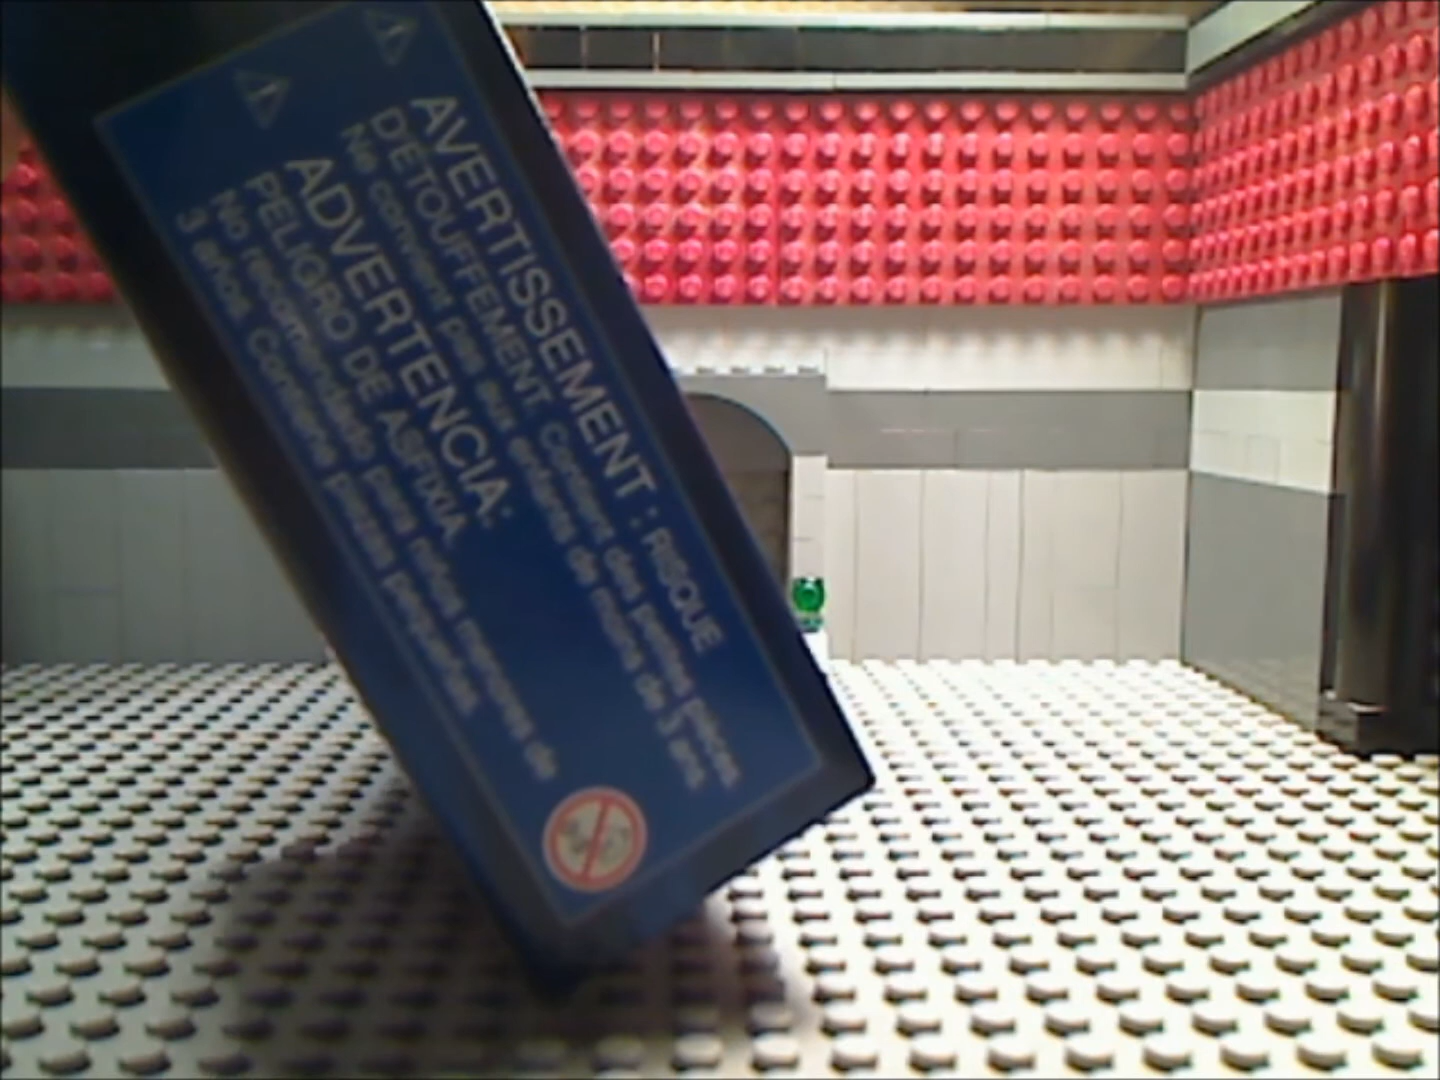 AVERTISSEMENT : RISQUE
D'ÉTOUFFEMENT. Contient des petites pièces.
Ne convient pas aux enfants de moins de 3 ans.
ADVERTENCIA:
PELIGRO DE ASFIXIA.
No recomendado para niños menores de
3 años. Contiene piezas pequeñas.